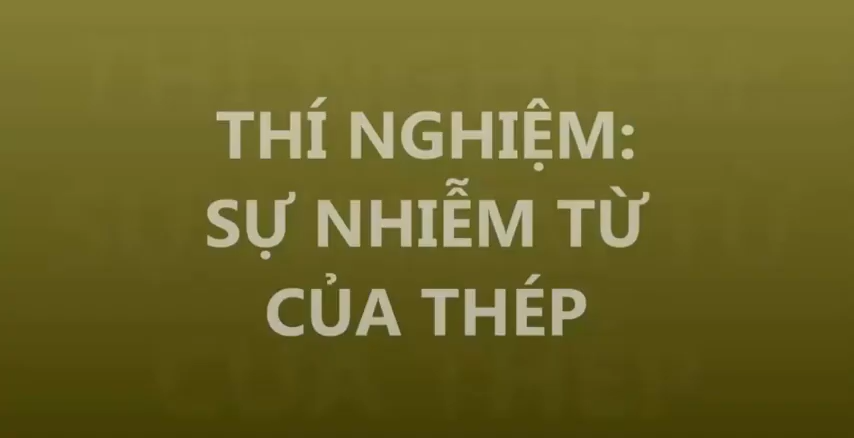 THÍ NGHIỆM:
SỰ NHIỄM TỪ
CỦA THÉP